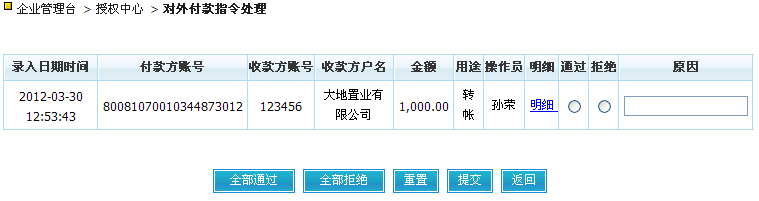 企业管理台 > 授权中心 > 对外付款指令处理
录入日期时间 付款方账号 收款方账号 收款方户名 金额 用途 操作员 明细 通过 拒绝 原因
2012-03-30 12:53:43 80081070010344873012 123456 大地置业有限公司 1,000.00 转帐 孙荣 明细
全部通过 全部拒绝 重置 提交 返回